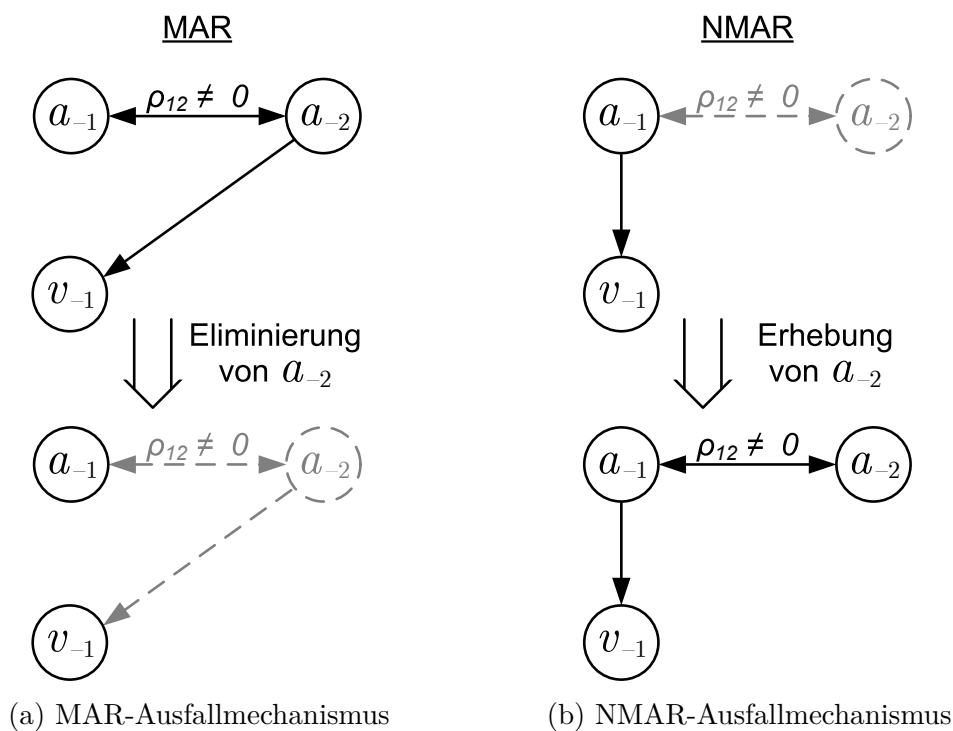 MAR
NMAR
a₋₁ ρ₁₂ ≠ 0 a₋₂
a₋₁ ρ₁₂ ≠ 0 a₋₂
v₋₁
v₋₁
Eliminierung
von a₋₂
Erhebung
von a₋₂
a₋₁ ρ₁₂ ≠ 0 a₋₂
a₋₁ ρ₁₂ ≠ 0 a₋₂
v₋₁
v₋₁
(a) MAR-Ausfallmechanismus
(b) NMAR-Ausfallmechanismus